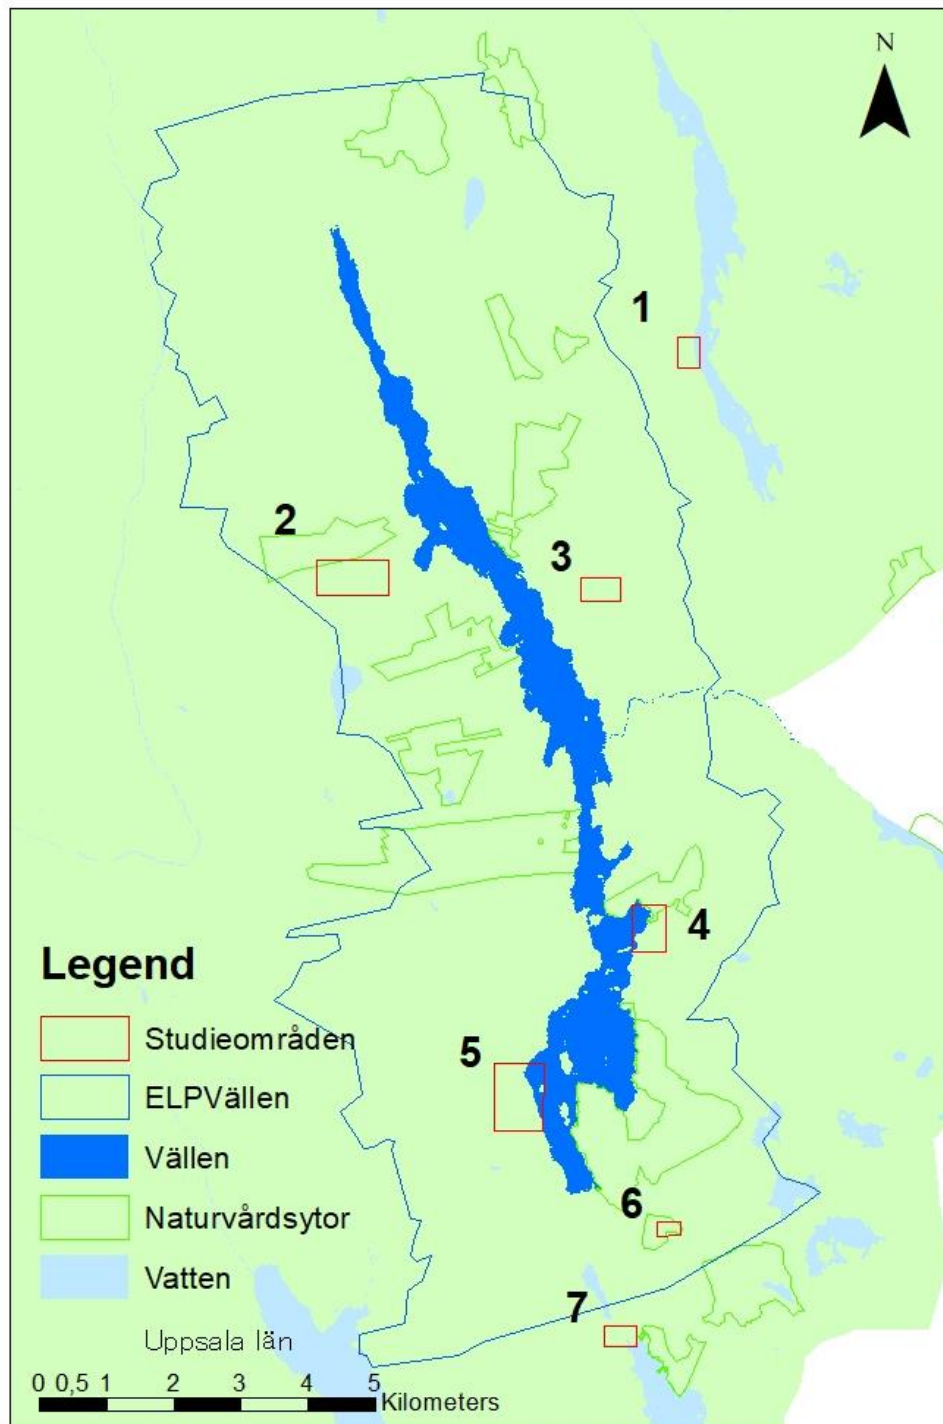 N
1
2
3
4
5
6
7
Legend
Studieområden
ELPVällen
Vällen
Naturvårdsytor
Vatten
Uppsala län
0 0,5 1 2 3 4 5
Kilometers